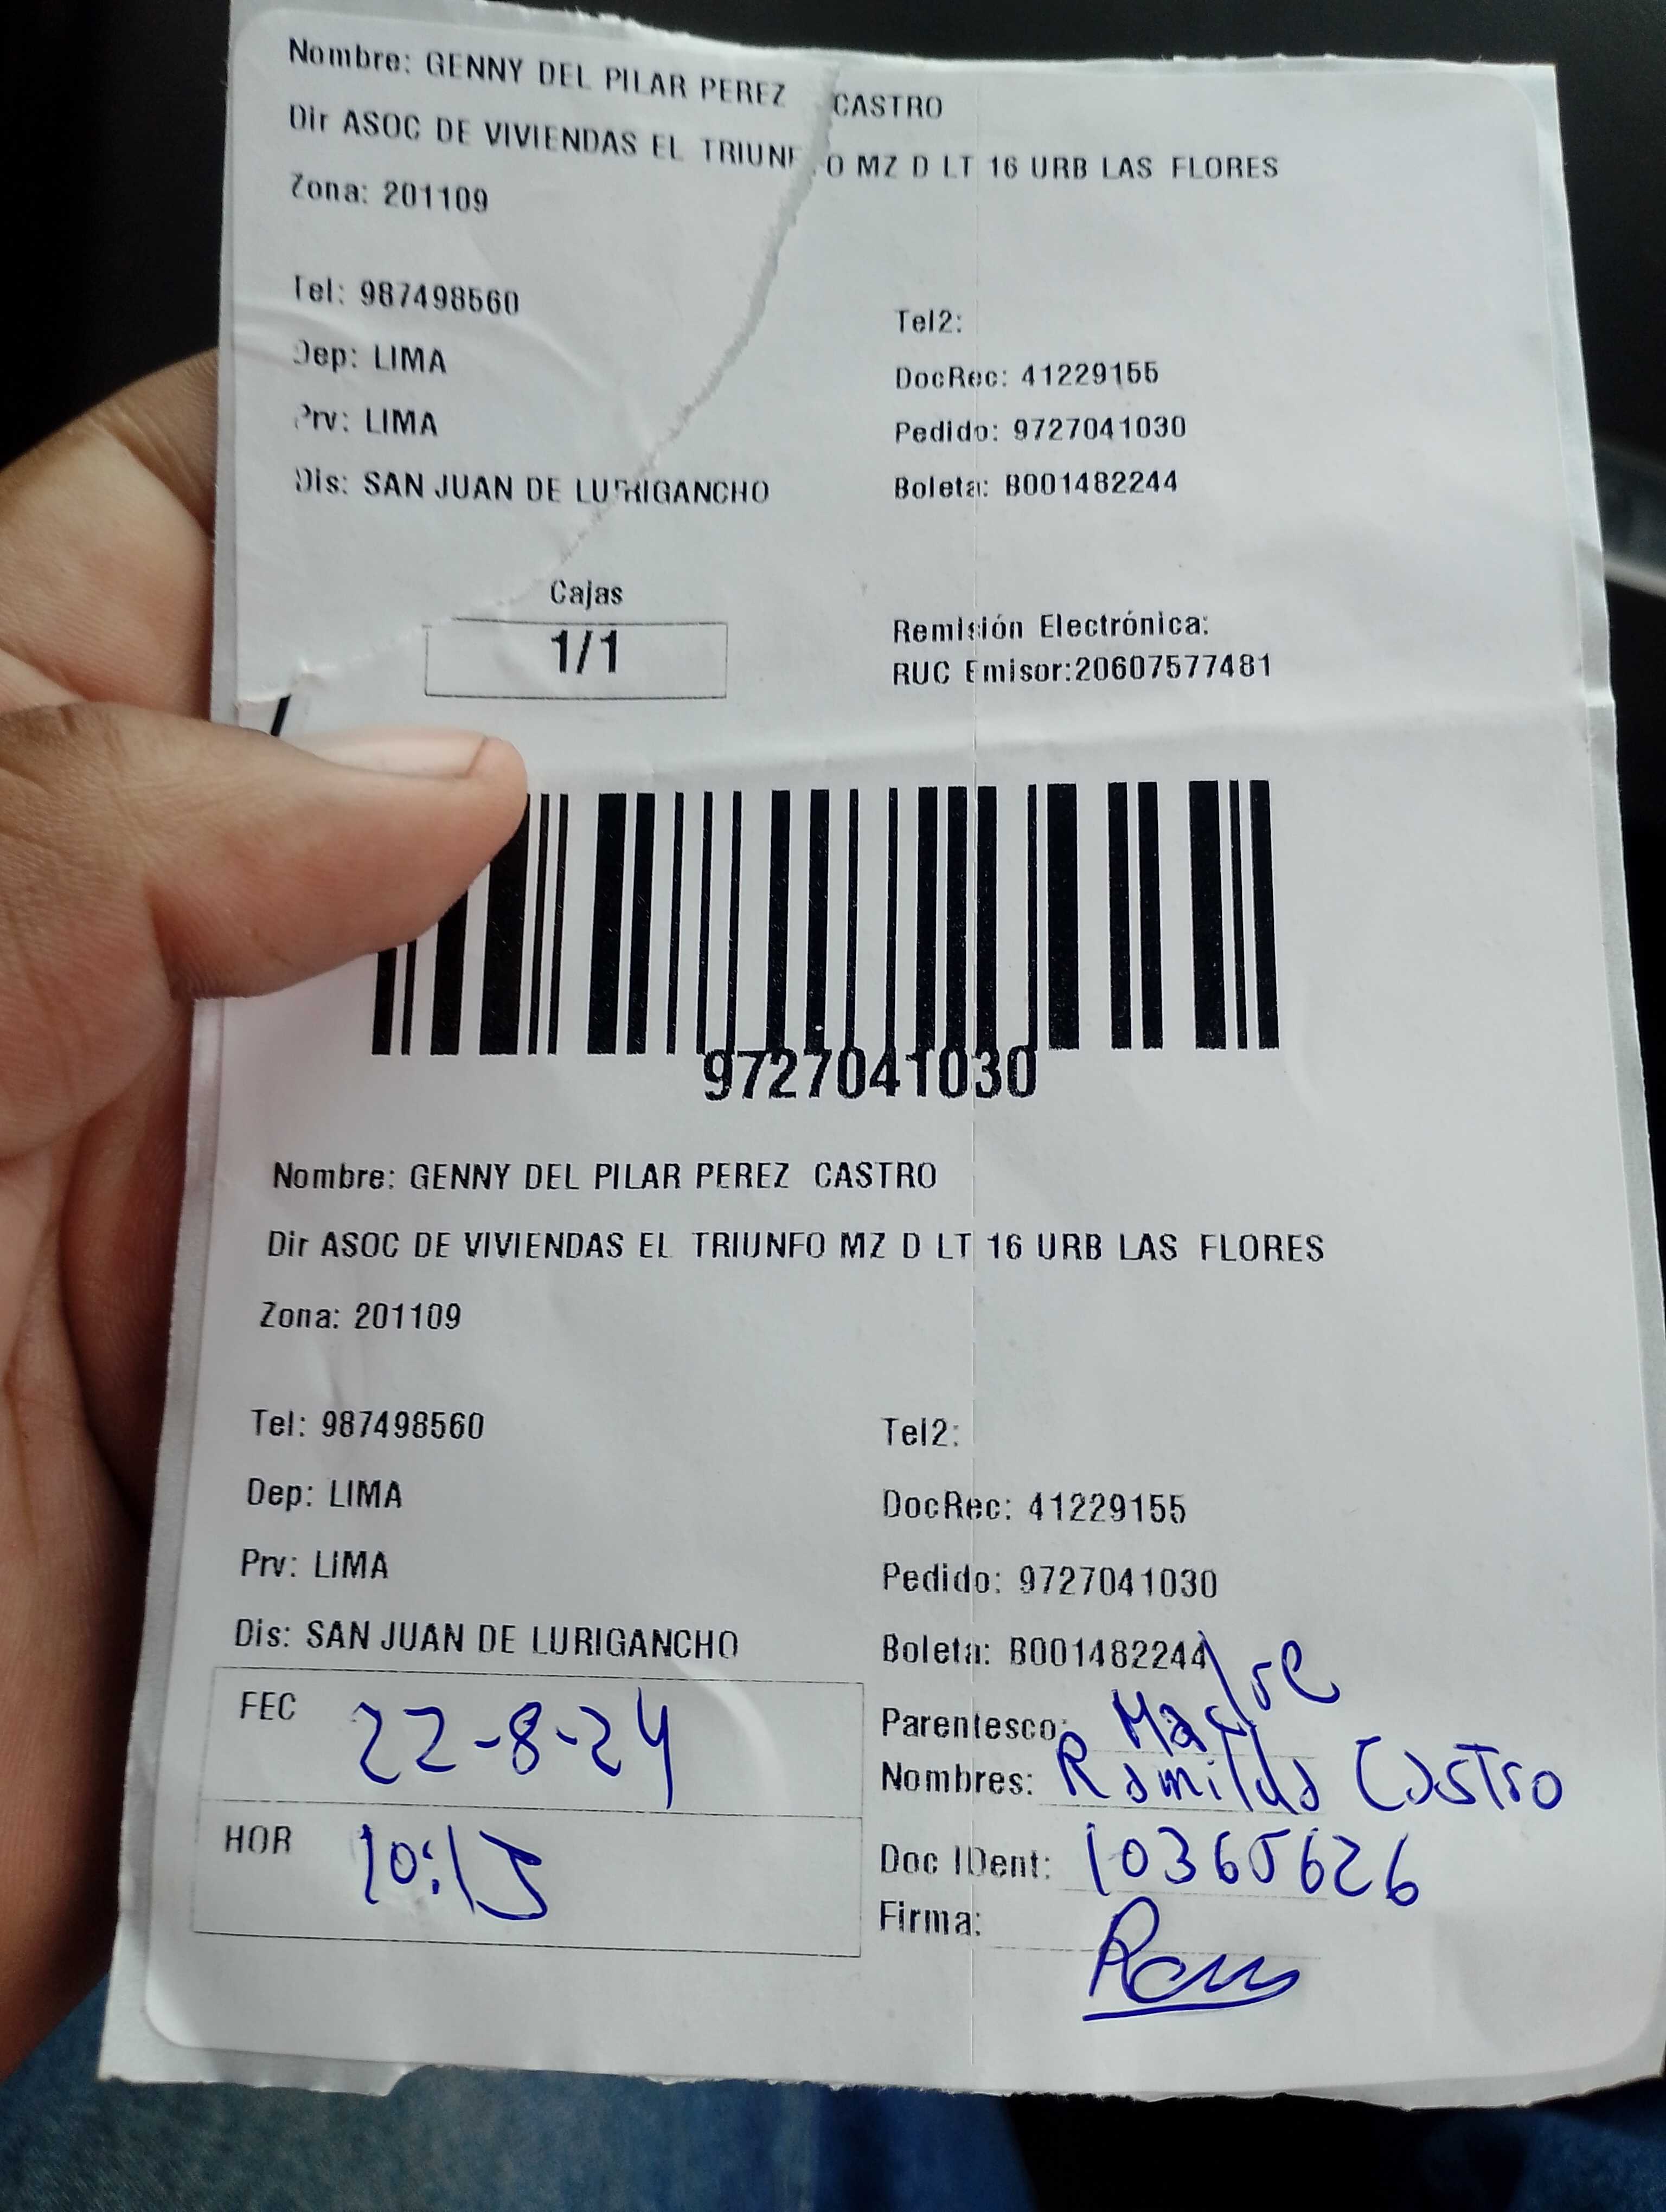 Nombre: GENNY DEL PILAR PEREZ CASTRO
Dir ASOC DE VIVIENDAS EL TRIUNFO MZ D LT 16 URB LAS FLORES
Zona: 201109
Tel: 987498560
Tel2:
Dep: LIMA
DocRec: 41229155
Prv: LIMA
Pedido: 9727041030
Dis: SAN JUAN DE LURIGANCHO
Boleta: B001482244
Cajas
1/1
Remisión Electrónica:
RUC Emisor:20607577481
9727041030
Nombre: GENNY DEL PILAR PEREZ CASTRO
Dir ASOC DE VIVIENDAS EL TRIUNFO MZ D LT 16 URB LAS FLORES
Zona: 201109
Tel: 987498560
Tel2:
Dep: LIMA
DocRec: 41229155
Prv: LIMA
Pedido: 9727041030
Dis: SAN JUAN DE LURIGANCHO
Boleta: B001482244
FEC 22-8-24
Parentesco: Madre
Nombres: Romilda Castro
HOR 10:15
Doc IDent: 10365626
Firma: